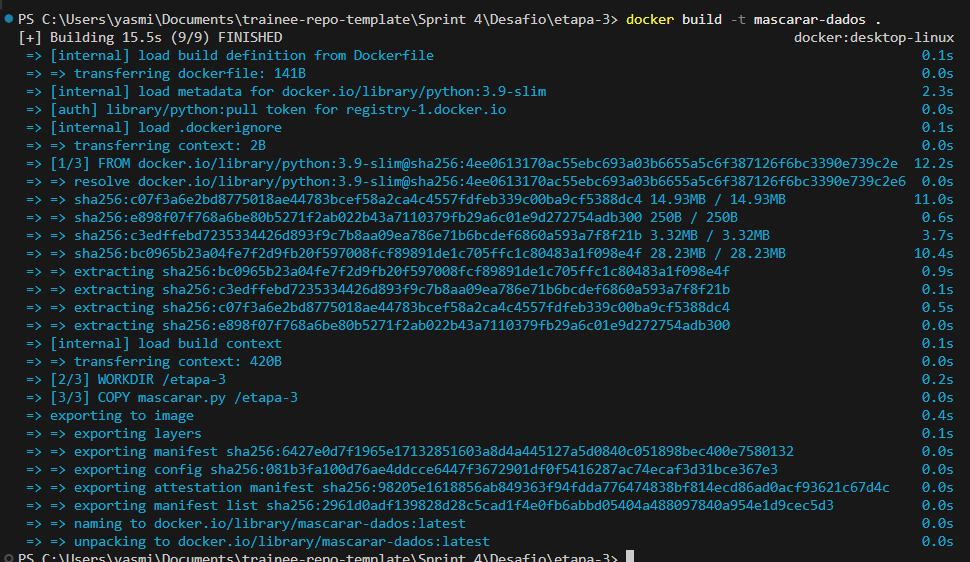 PS C:\Users\yasmi\Documents\trainee-repo-template\Sprint 4\Desafio\etapa-3> docker build -t mascarar-dados .
[+] Building 15.5s (9/9) FINISHED docker:desktop-linux
=> [internal] load build definition from Dockerfile 0.1s
=> => transferring dockerfile: 141B 0.0s
=> [internal] load metadata for docker.io/library/python:3.9-slim 2.3s
=> [auth] library/python:pull token for registry-1.docker.io 0.0s
=> [internal] load .dockerignore 0.1s
=> => transferring context: 2B 0.0s
=> [1/3] FROM docker.io/library/python:3.9-slim@sha256:4ee0613170ac55ebc693a03b6655a5c6f387126f6bc3390e739c2e 12.2s
=> => resolve docker.io/library/python:3.9-slim@sha256:4ee0613170ac55ebc693a03b6655a5c6f387126f6bc3390e739c2e6 0.0s
=> => sha256:c07f3a6e2bd8775018ae44783bcef58a2ca4c4557fdfeb339c00ba9cf5388dc4 14.93MB / 14.93MB 11.0s
=> => sha256:e898f07f768a6be80b5271f2ab022b43a7110379fb29a6c01e9d272754adb300 250B / 250B 0.6s
=> => sha256:c3edffebd7235334426d893f9c7b8aa09ea786e71b6bcdef6860a593a7f8f21b 3.32MB / 3.32MB 3.7s
=> => sha256:bc0965b23a04fe7f2d9fb20f597008fcf89891de1c705ffc1c80483a1f098e4f 28.23MB / 28.23MB 10.4s
=> => extracting sha256:bc0965b23a04fe7f2d9fb20f597008fcf89891de1c705ffc1c80483a1f098e4f 0.9s
=> => extracting sha256:c3edffebd7235334426d893f9c7b8aa09ea786e71b6bcdef6860a593a7f8f21b 0.1s
=> => extracting sha256:c07f3a6e2bd8775018ae44783bcef58a2ca4c4557fdfeb339c00ba9cf5388dc4 0.5s
=> => extracting sha256:e898f07f768a6be80b5271f2ab022b43a7110379fb29a6c01e9d272754adb300 0.0s
=> [internal] load build context 0.1s
=> => transferring context: 420B 0.0s
=> [2/3] WORKDIR /etapa-3 0.2s
=> [3/3] COPY mascarar.py /etapa-3 0.0s
=> exporting to image 0.4s
=> => exporting layers 0.1s
=> => exporting manifest sha256:6427e0d7f1965e17132851603a8d4a445127a5d0840c051898bec400e7580132 0.0s
=> => exporting config sha256:081b3fa100d76ae4ddcce6447f3672901df0f5416287ac74ecaf3d31bce367e3 0.0s
=> => exporting attestation manifest sha256:98205e1618856ab849363f94fdda776474838bf814ecd86ad0acf93621c67d4c 0.0s
=> => exporting manifest list sha256:2961d0adf139828d28c5cad1f4e0fb6abbd05404a488097840a954e1d9cec5d3 0.0s
=> => naming to docker.io/library/mascarar-dados:latest 0.0s
=> => unpacking to docker.io/library/mascarar-dados:latest 0.0s
PS C:\Users\yasmi\Documents\trainee-repo-template\Sprint 4\Desafio\etapa-3>